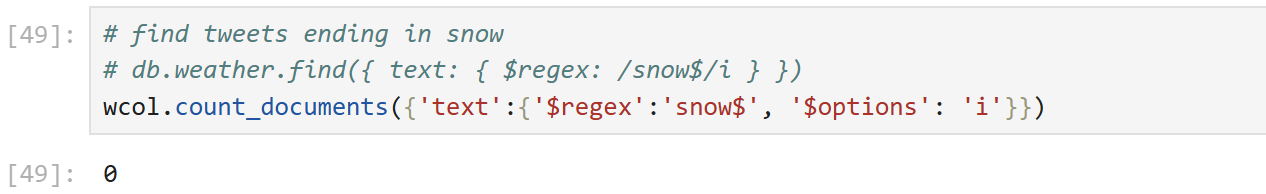 [49]: # find tweets ending in snow
# db.weather.find({ text: { $regex: /snow$/i } })
wcol.count_documents({'text':{'$regex':'snow$', '$options': 'i'}})
[49]: 0